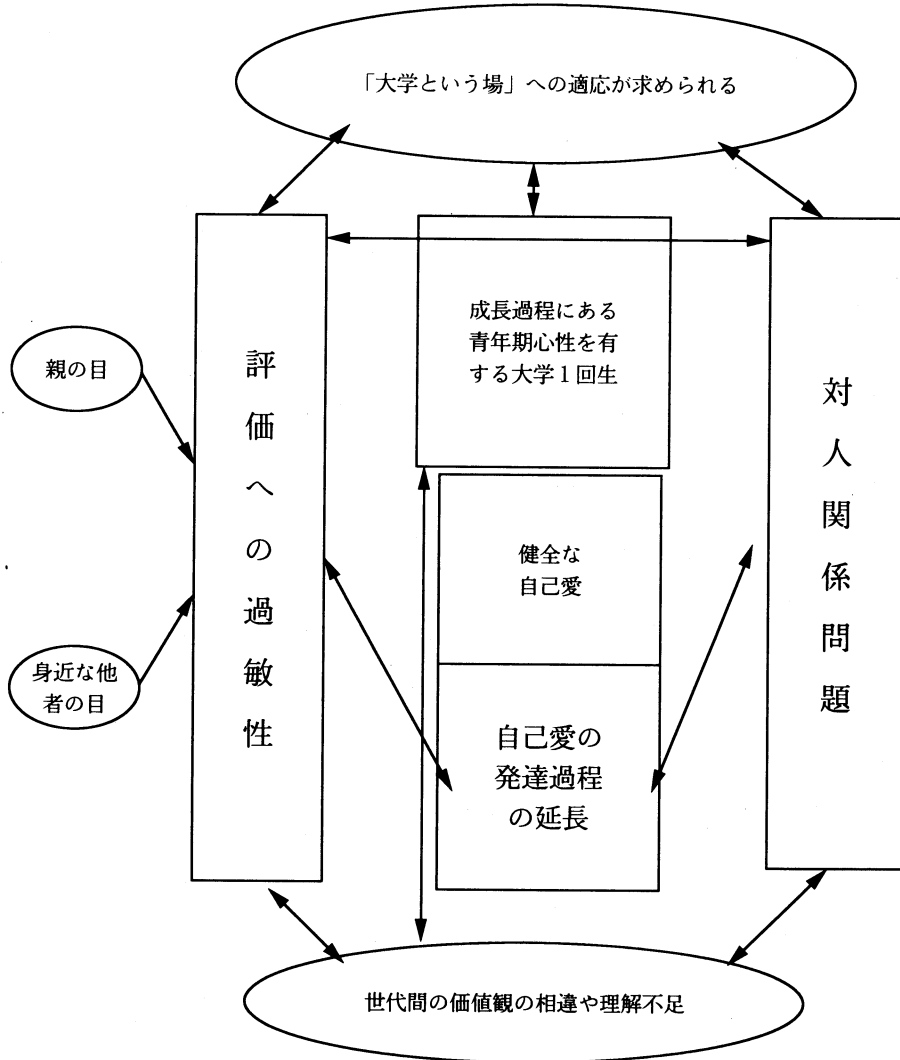 「大学という場」への適応が求められる
成長過程にある
青年期心性を有
する大学1回生
親の目
評価への過敏性
対人関係問題
健全な
自己愛
身近な他
者の目
自己愛の
発達過程
の延長
世代間の価値観の相違や理解不足